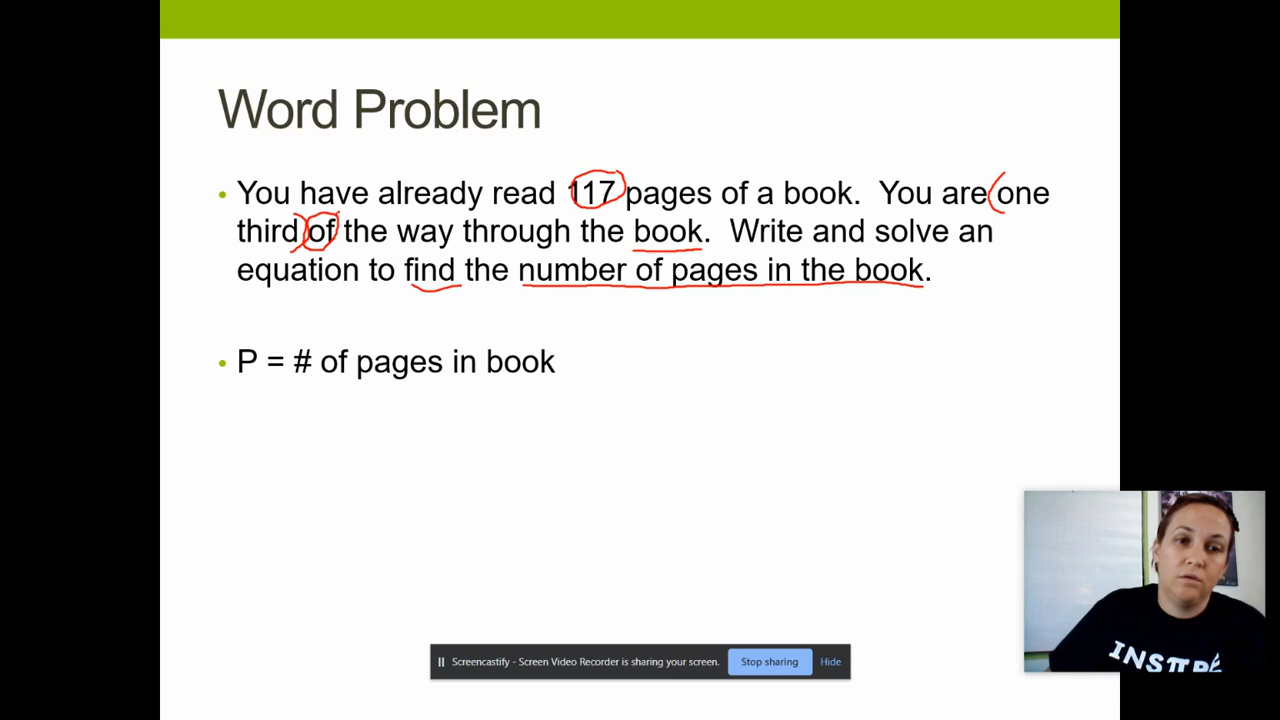 Word Problem
• You have already read 117 pages of a book. You are one
third of the way through the book. Write and solve an
equation to find the number of pages in the book.
• P = # of pages in book
INSπRE
Screencastify - Screen Video Recorder is sharing your screen. Stop sharing Hide